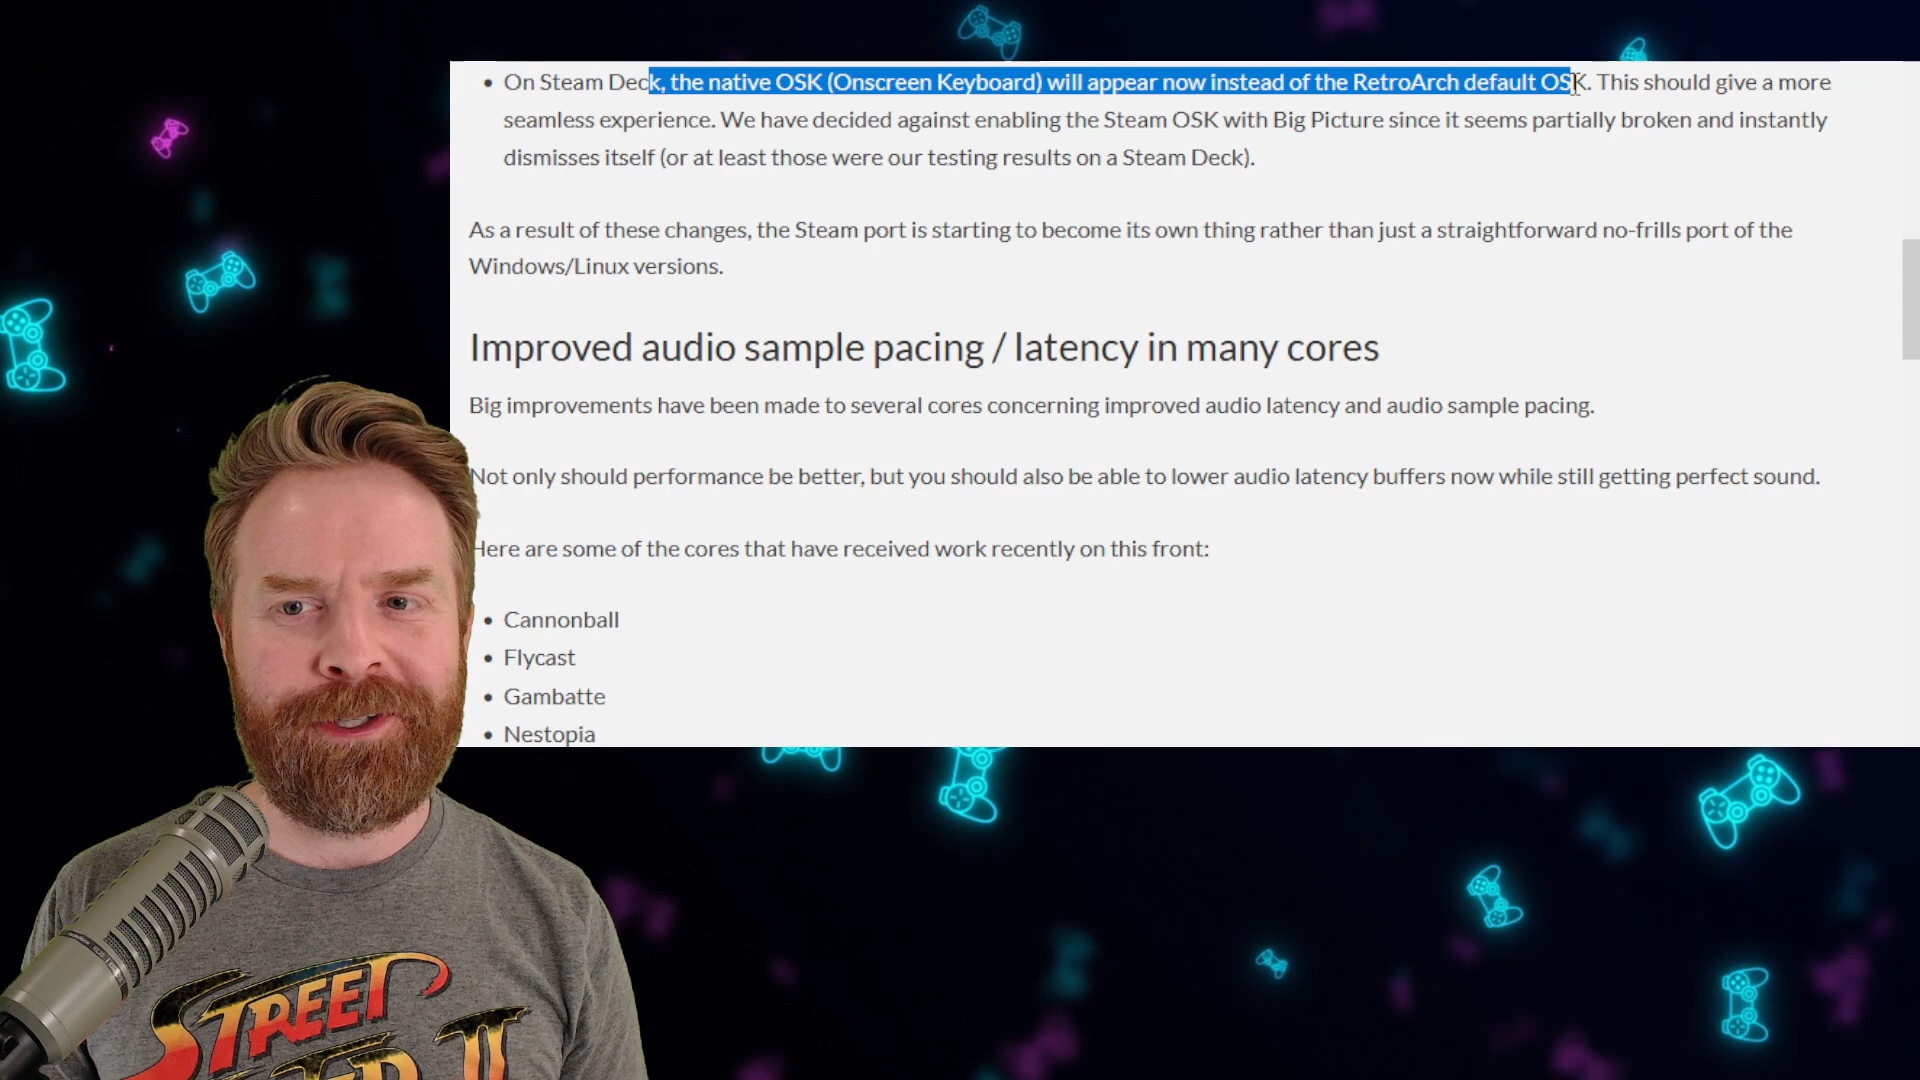 • On Steam Deck, the native OSK (Onscreen Keyboard) will appear now instead of the RetroArch default OSK. This should give a more
seamless experience. We have decided against enabling the Steam OSK with Big Picture since it seems partially broken and instantly
dismisses itself (or at least those were our testing results on a Steam Deck).
As a result of these changes, the Steam port is starting to become its own thing rather than just a straightforward no-frills port of the
Windows/Linux versions.
Improved audio sample pacing / latency in many cores
Big improvements have been made to several cores concerning improved audio latency and audio sample pacing.
Not only should performance be better, but you should also be able to lower audio latency buffers now while still getting perfect sound.
Here are some of the cores that have received work recently on this front:
• Cannonball
• Flycast
• Gambatte
• Nestopia
STREET
II